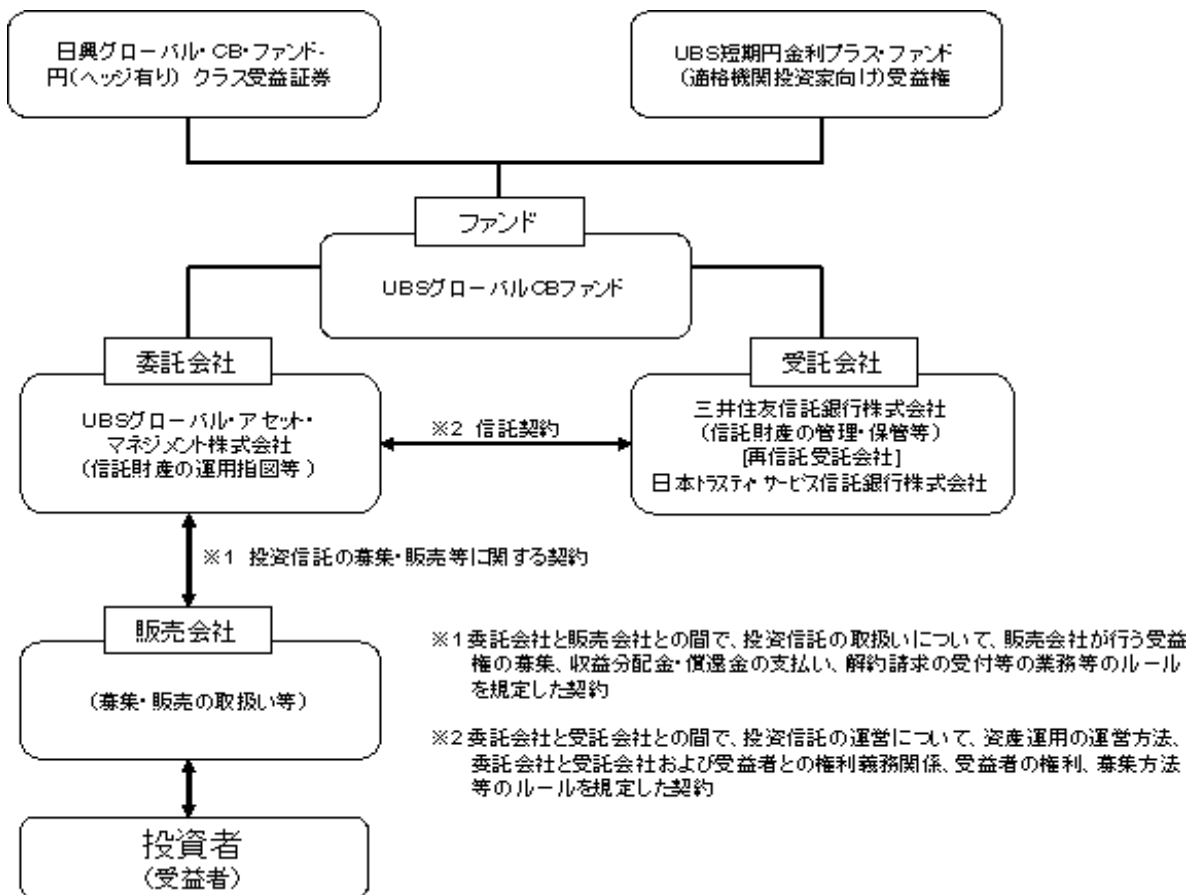 日興グローバル・CB・ファンド-
円(ヘッジ有り) クラス受益証券
UBS短期円金利プラス・ファンド
(適格機関投資家向け)受益権
ファンド
UBSグローバルCBファンド
委託会社
UBSグローバル・アセット・
マネジメント株式会社
(信託財産の運用指図等)
※2 信託契約
受託会社
三井住友信託銀行株式会社
(信託財産の管理・保管等)
[再信託受託会社]
日本トラスティ・サービス信託銀行株式会社
※1 投資信託の募集・販売等に関する契約
販売会社
(募集・販売の取扱い等)
※1委託会社と販売会社との間で、投資信託の取扱いについて、販売会社が行う受益
権の募集、収益分配金・償還金の支払い、解約請求の受付等の業務等のルール
を規定した契約
※2委託会社と受託会社との間で、投資信託の運営について、資産運用の運営方法、
委託会社と受託会社および受益者との権利義務関係、受益者の権利、募集方法
等のルールを規定した契約
投資者
(受益者)